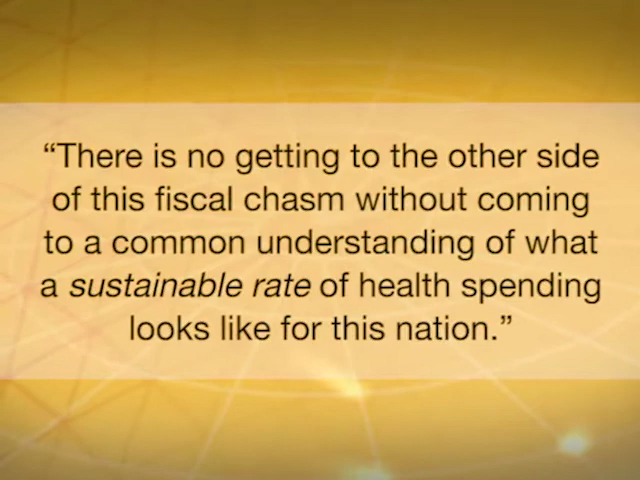 “There is no getting to the other side
of this fiscal chasm without coming
to a common understanding of what
a sustainable rate of health spending
looks like for this nation.”